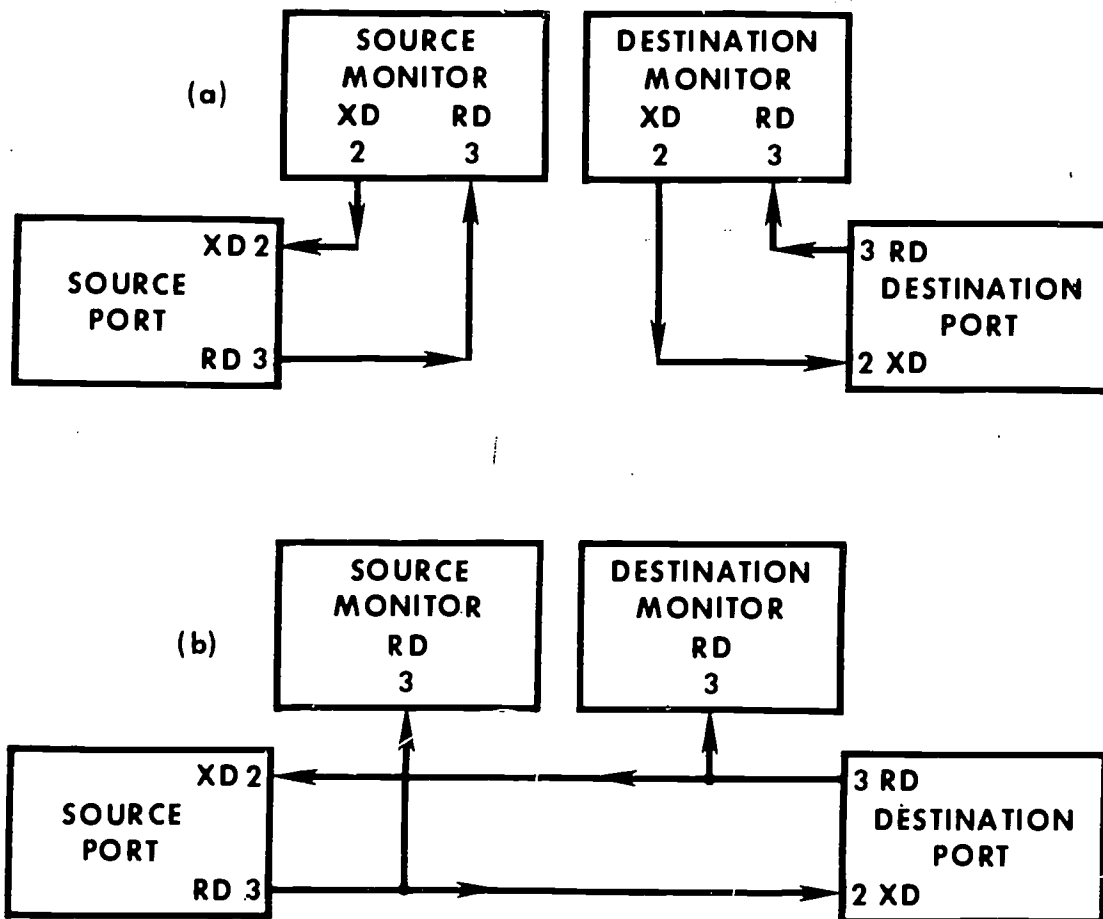 (a)
SOURCE
MONITOR
XD RD
2 3
DESTINATION
MONITOR
XD RD
2 3
XD 2
SOURCE
PORT
RD 3
3 RD
DESTINATION
PORT
2 XD
(b)
SOURCE
MONITOR
RD
3
DESTINATION
MONITOR
RD
3
XD 2
SOURCE
PORT
RD 3
3 RD
DESTINATION
PORT
2 XD